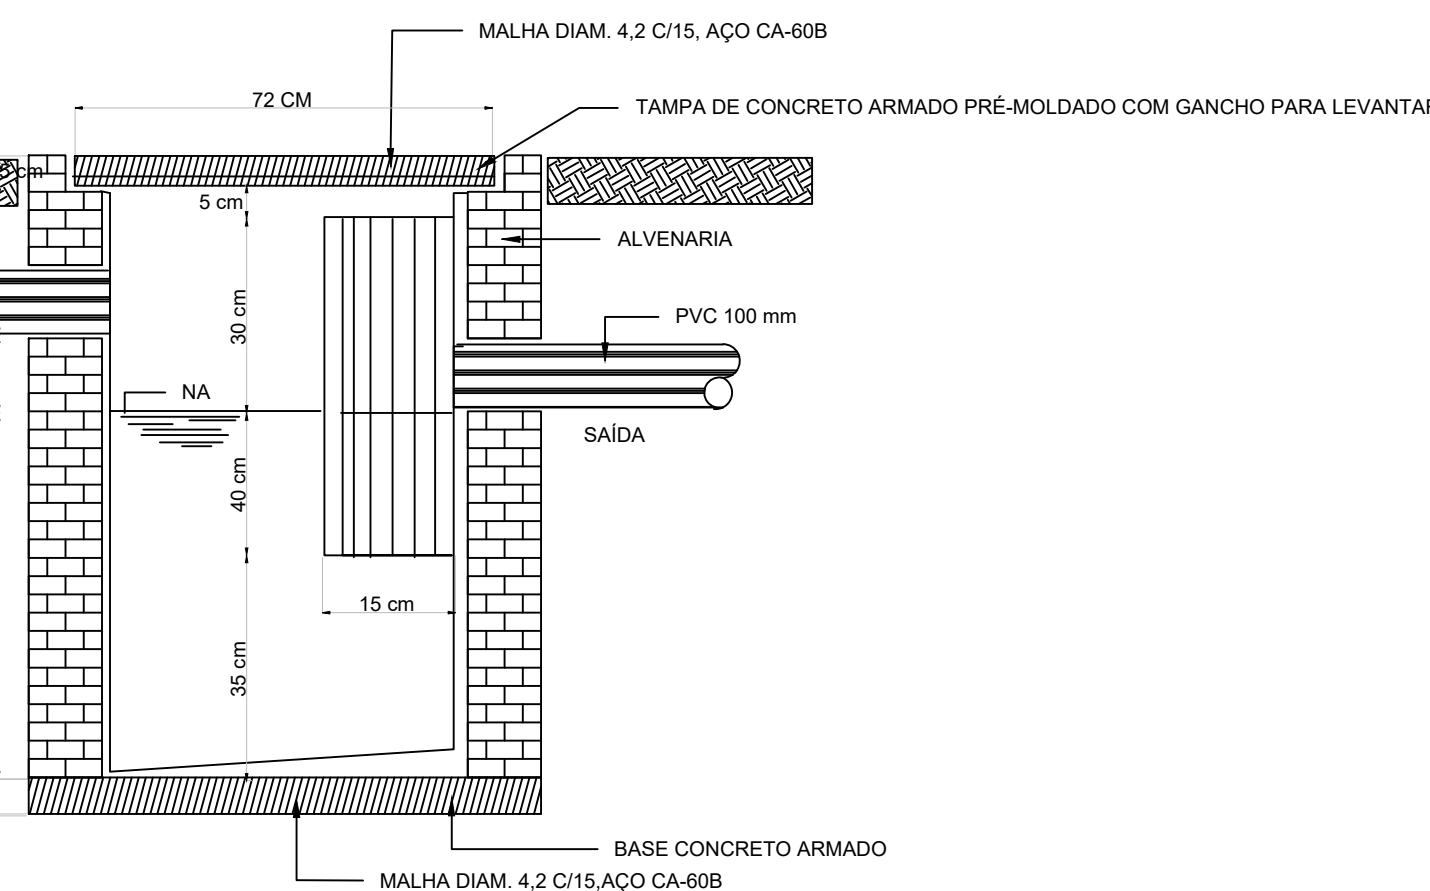 MALHA DIAM. 4,2 C/15, AÇO CA-60B
72 CM
TAMPA DE CONCRETO ARMADO PRÉ-MOLDADO COM GANCHO PARA LEVANTAR
cm
5 cm
ALVENARIA
30 cm
PVC 100 mm
NA
SAÍDA
40 cm
15 cm
35 cm
BASE CONCRETO ARMADO
MALHA DIAM. 4,2 C/15,AÇO CA-60B